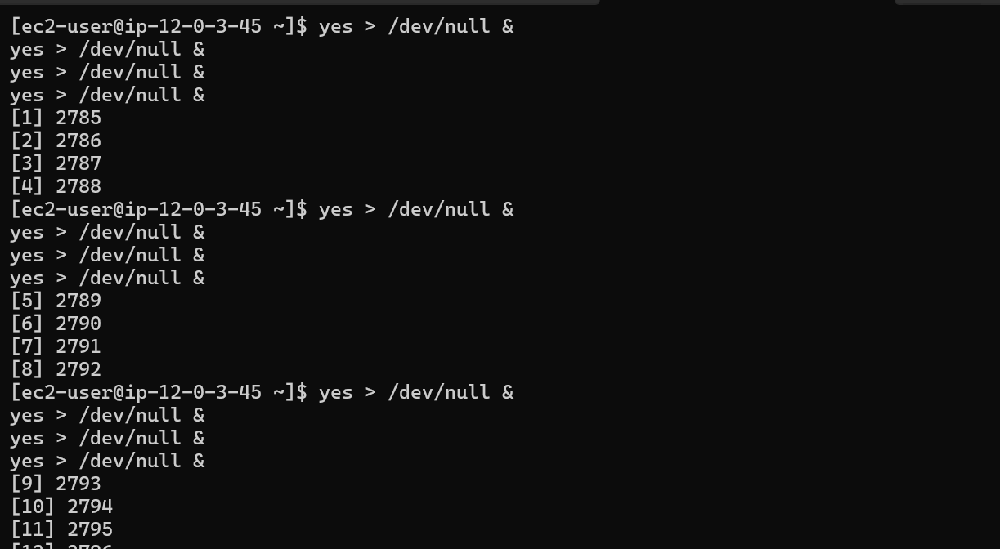 [ec2-user@ip-12-0-3-45 ~]$ yes > /dev/null &
yes > /dev/null &
yes > /dev/null &
yes > /dev/null &
[1] 2785
[2] 2786
[3] 2787
[4] 2788
[ec2-user@ip-12-0-3-45 ~]$ yes > /dev/null &
yes > /dev/null &
yes > /dev/null &
yes > /dev/null &
[5] 2789
[6] 2790
[7] 2791
[8] 2792
[ec2-user@ip-12-0-3-45 ~]$ yes > /dev/null &
yes > /dev/null &
yes > /dev/null &
yes > /dev/null &
[9] 2793
[10] 2794
[11] 2795